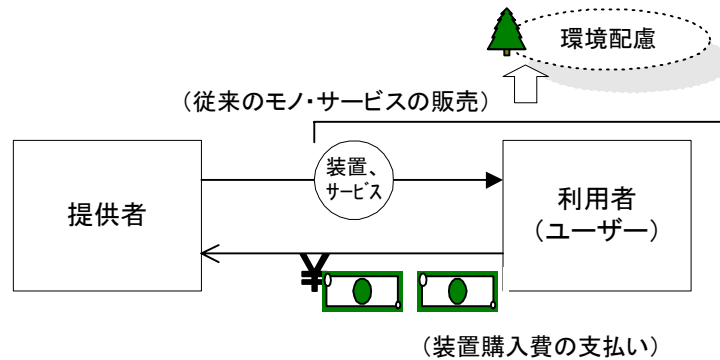 環境配慮
（従来のモノ・サービスの販売）
装置、
サービス
提供者
利用者
（ユーザー）
¥
（装置購入費の支払い）